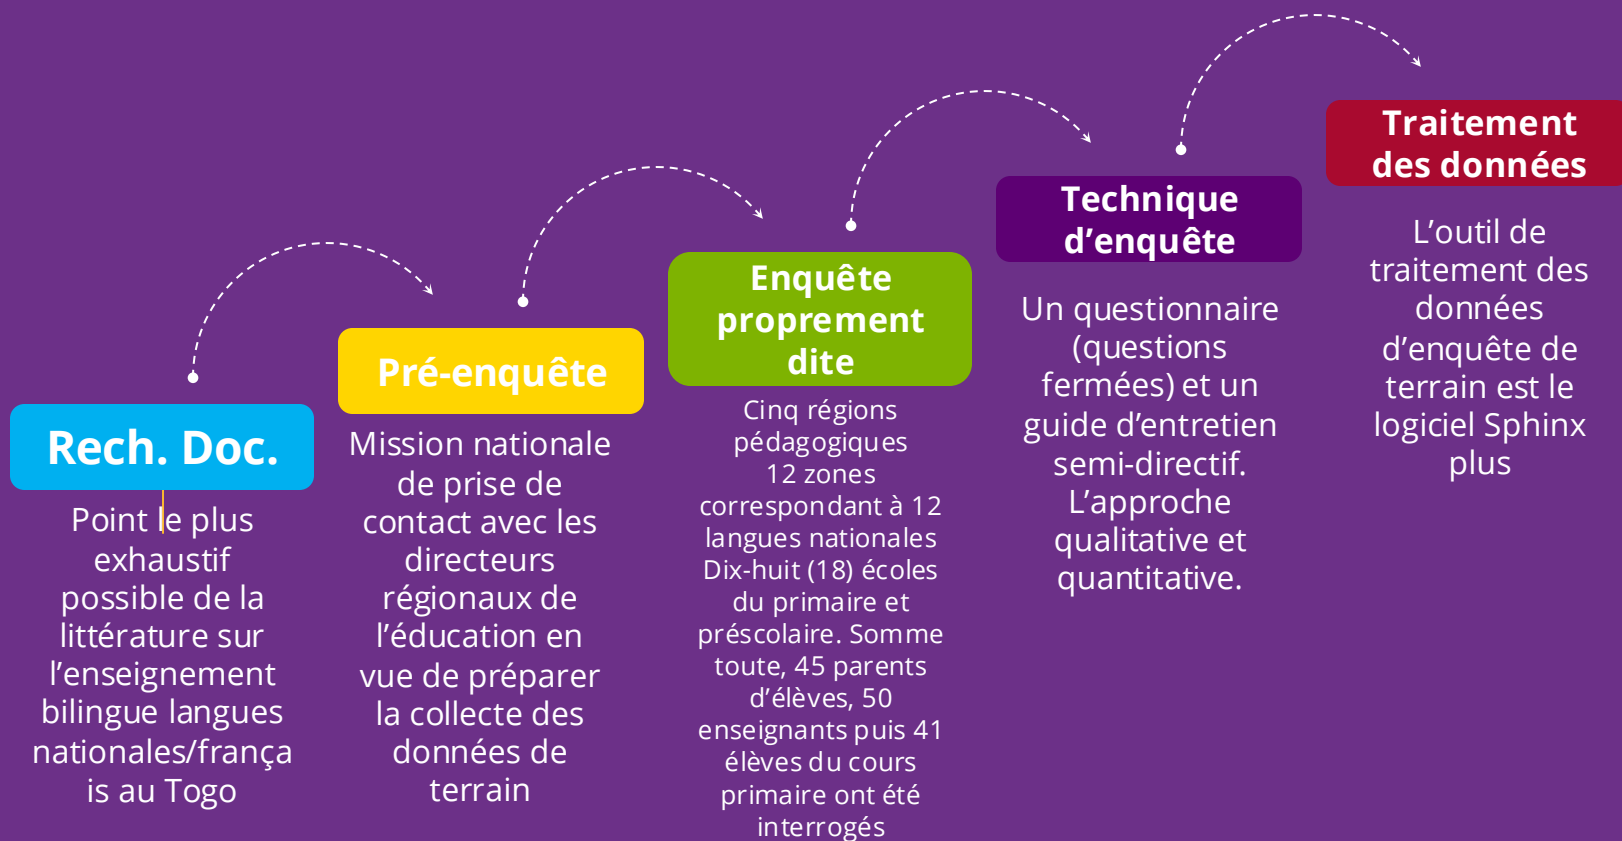 Rech. Doc.
Point le plus
exhaustif
possible de la
littérature sur
l’enseignement
bilingue langues
nationales/frança
is au Togo
Pré-enquête
Mission nationale
de prise de
contact avec les
directeurs
régionaux de
l’éducation en
vue de préparer
la collecte des
données de
terrain
Enquête
proprement
dite
Cinq régions
pédagogiques
12 zones
correspondant à 12
langues nationales
Dix-huit (18) écoles
du primaire et
préscolaire. Somme
toute, 45 parents
d’élèves, 50
enseignants puis 41
élèves du cours
primaire ont été
interrogés
Technique
d’enquête
Un questionnaire
(questions
fermées) et un
guide d’entretien
semi-directif.
L’approche
qualitative et
quantitative.
Traitement
des données
L’outil de
traitement des
données
d’enquête de
terrain est le
logiciel Sphinx
plus